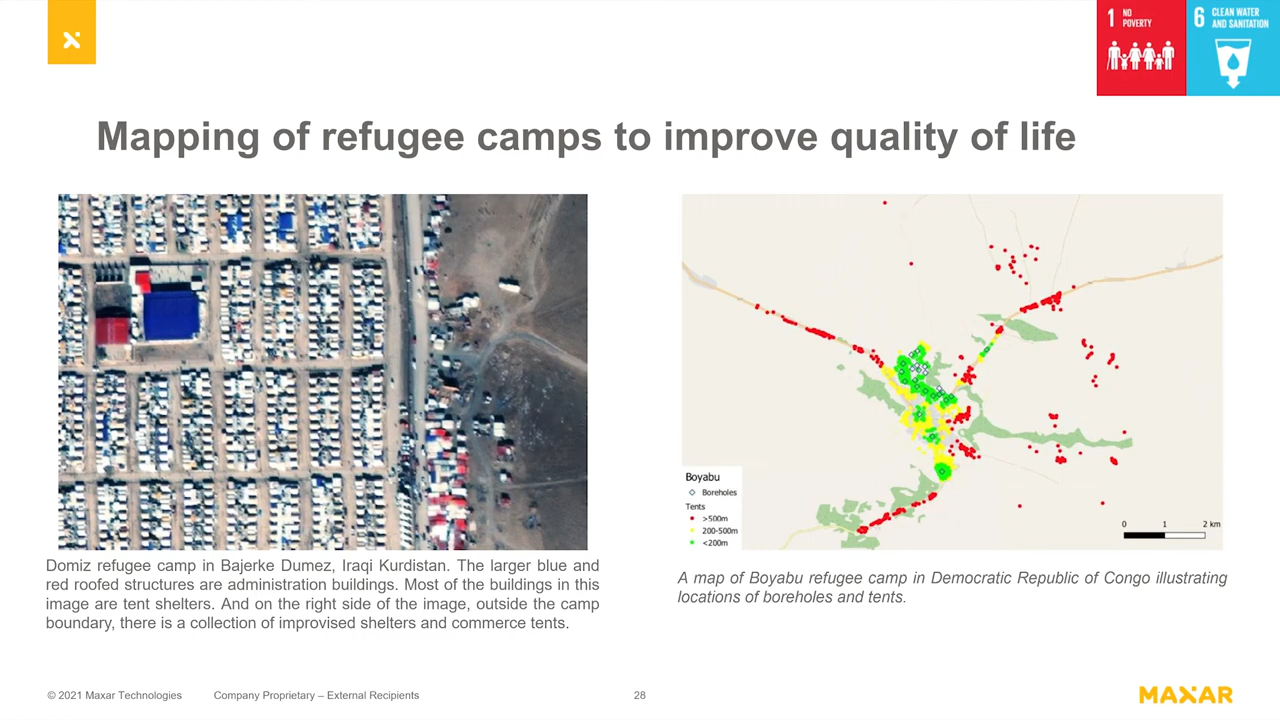 1 NO
POVERTY
6 CLEAN WATER
AND SANITATION
Mapping of refugee camps to improve quality of life
Boyabu
Boreholes
Tents
>500m
200-500m
<200m
0 1 2 km
Domiz refugee camp in Bajerke Dumez, Iraqi Kurdistan. The larger blue and
red roofed structures are administration buildings. Most of the buildings in this
image are tent shelters. And on the right side of the image, outside the camp
boundary, there is a collection of improvised shelters and commerce tents.
A map of Boyabu refugee camp in Democratic Republic of Congo illustrating
locations of boreholes and tents.
© 2021 Maxar Technologies Company Proprietary – External Recipients 28
MAXAR